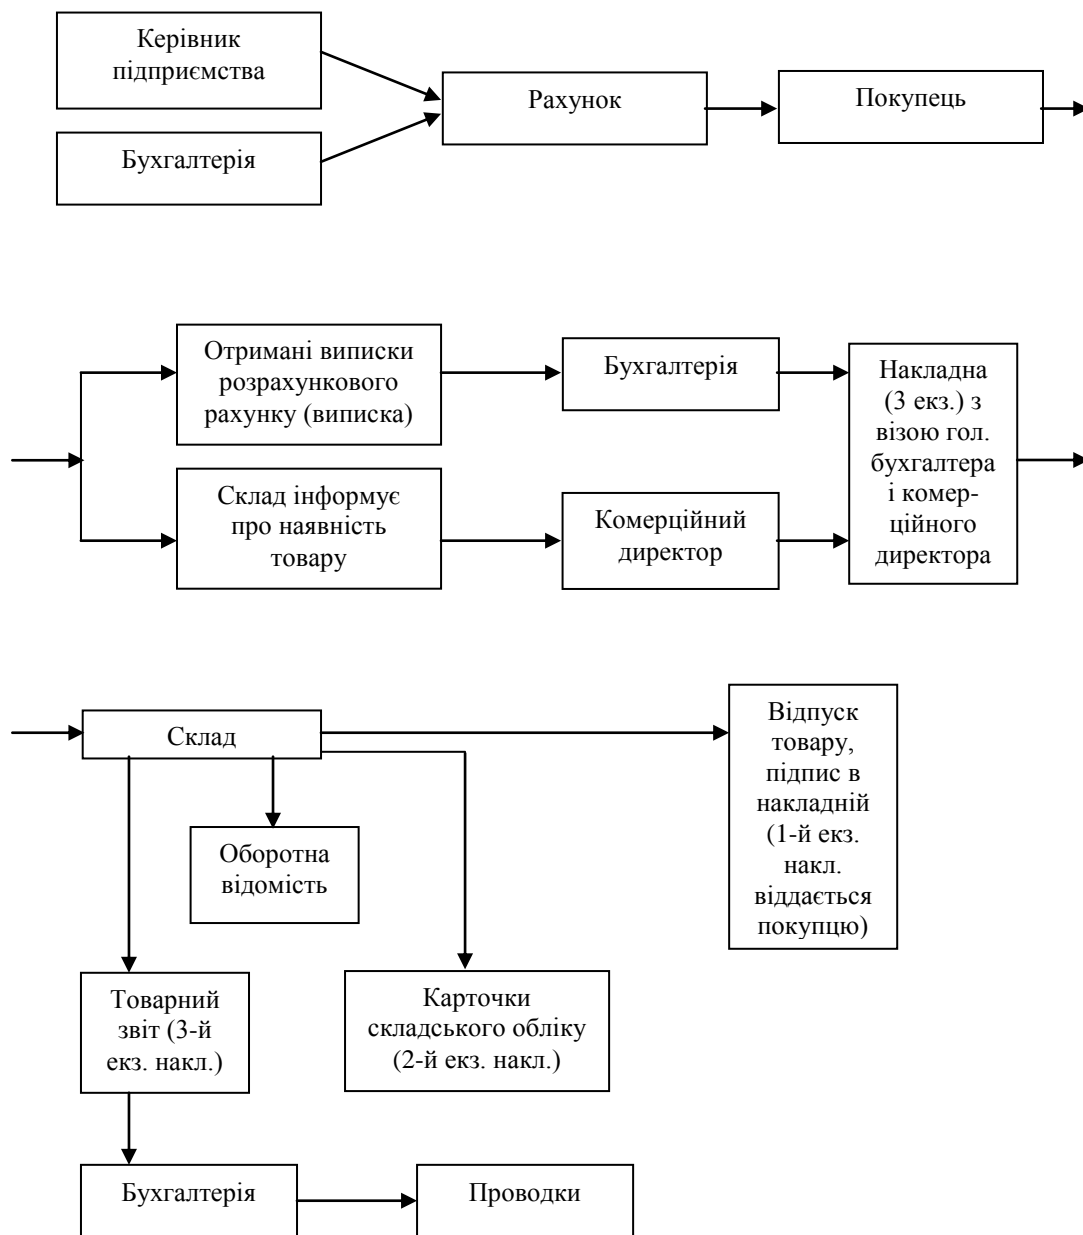 Керівник
підприємства
Рахунок
Покупець
Бухгалтерія
Отримані виписки
розрахункового
рахунку (виписка)
Бухгалтерія
Накладна
(3 екз.) з
візою гол.
бухгалтера
і комер-
ційного
директора
Склад інформує
про наявність
товару
Комерційний
директор
Склад
Відпуск
товару,
підпис в
накладній
(1-й екз.
накл.
віддається
покупцю)
Оборотна
відомість
Товарний
звіт (3-й
екз. накл.)
Карточки
складського обліку
(2-й екз. накл.)
Бухгалтерія
Проводки